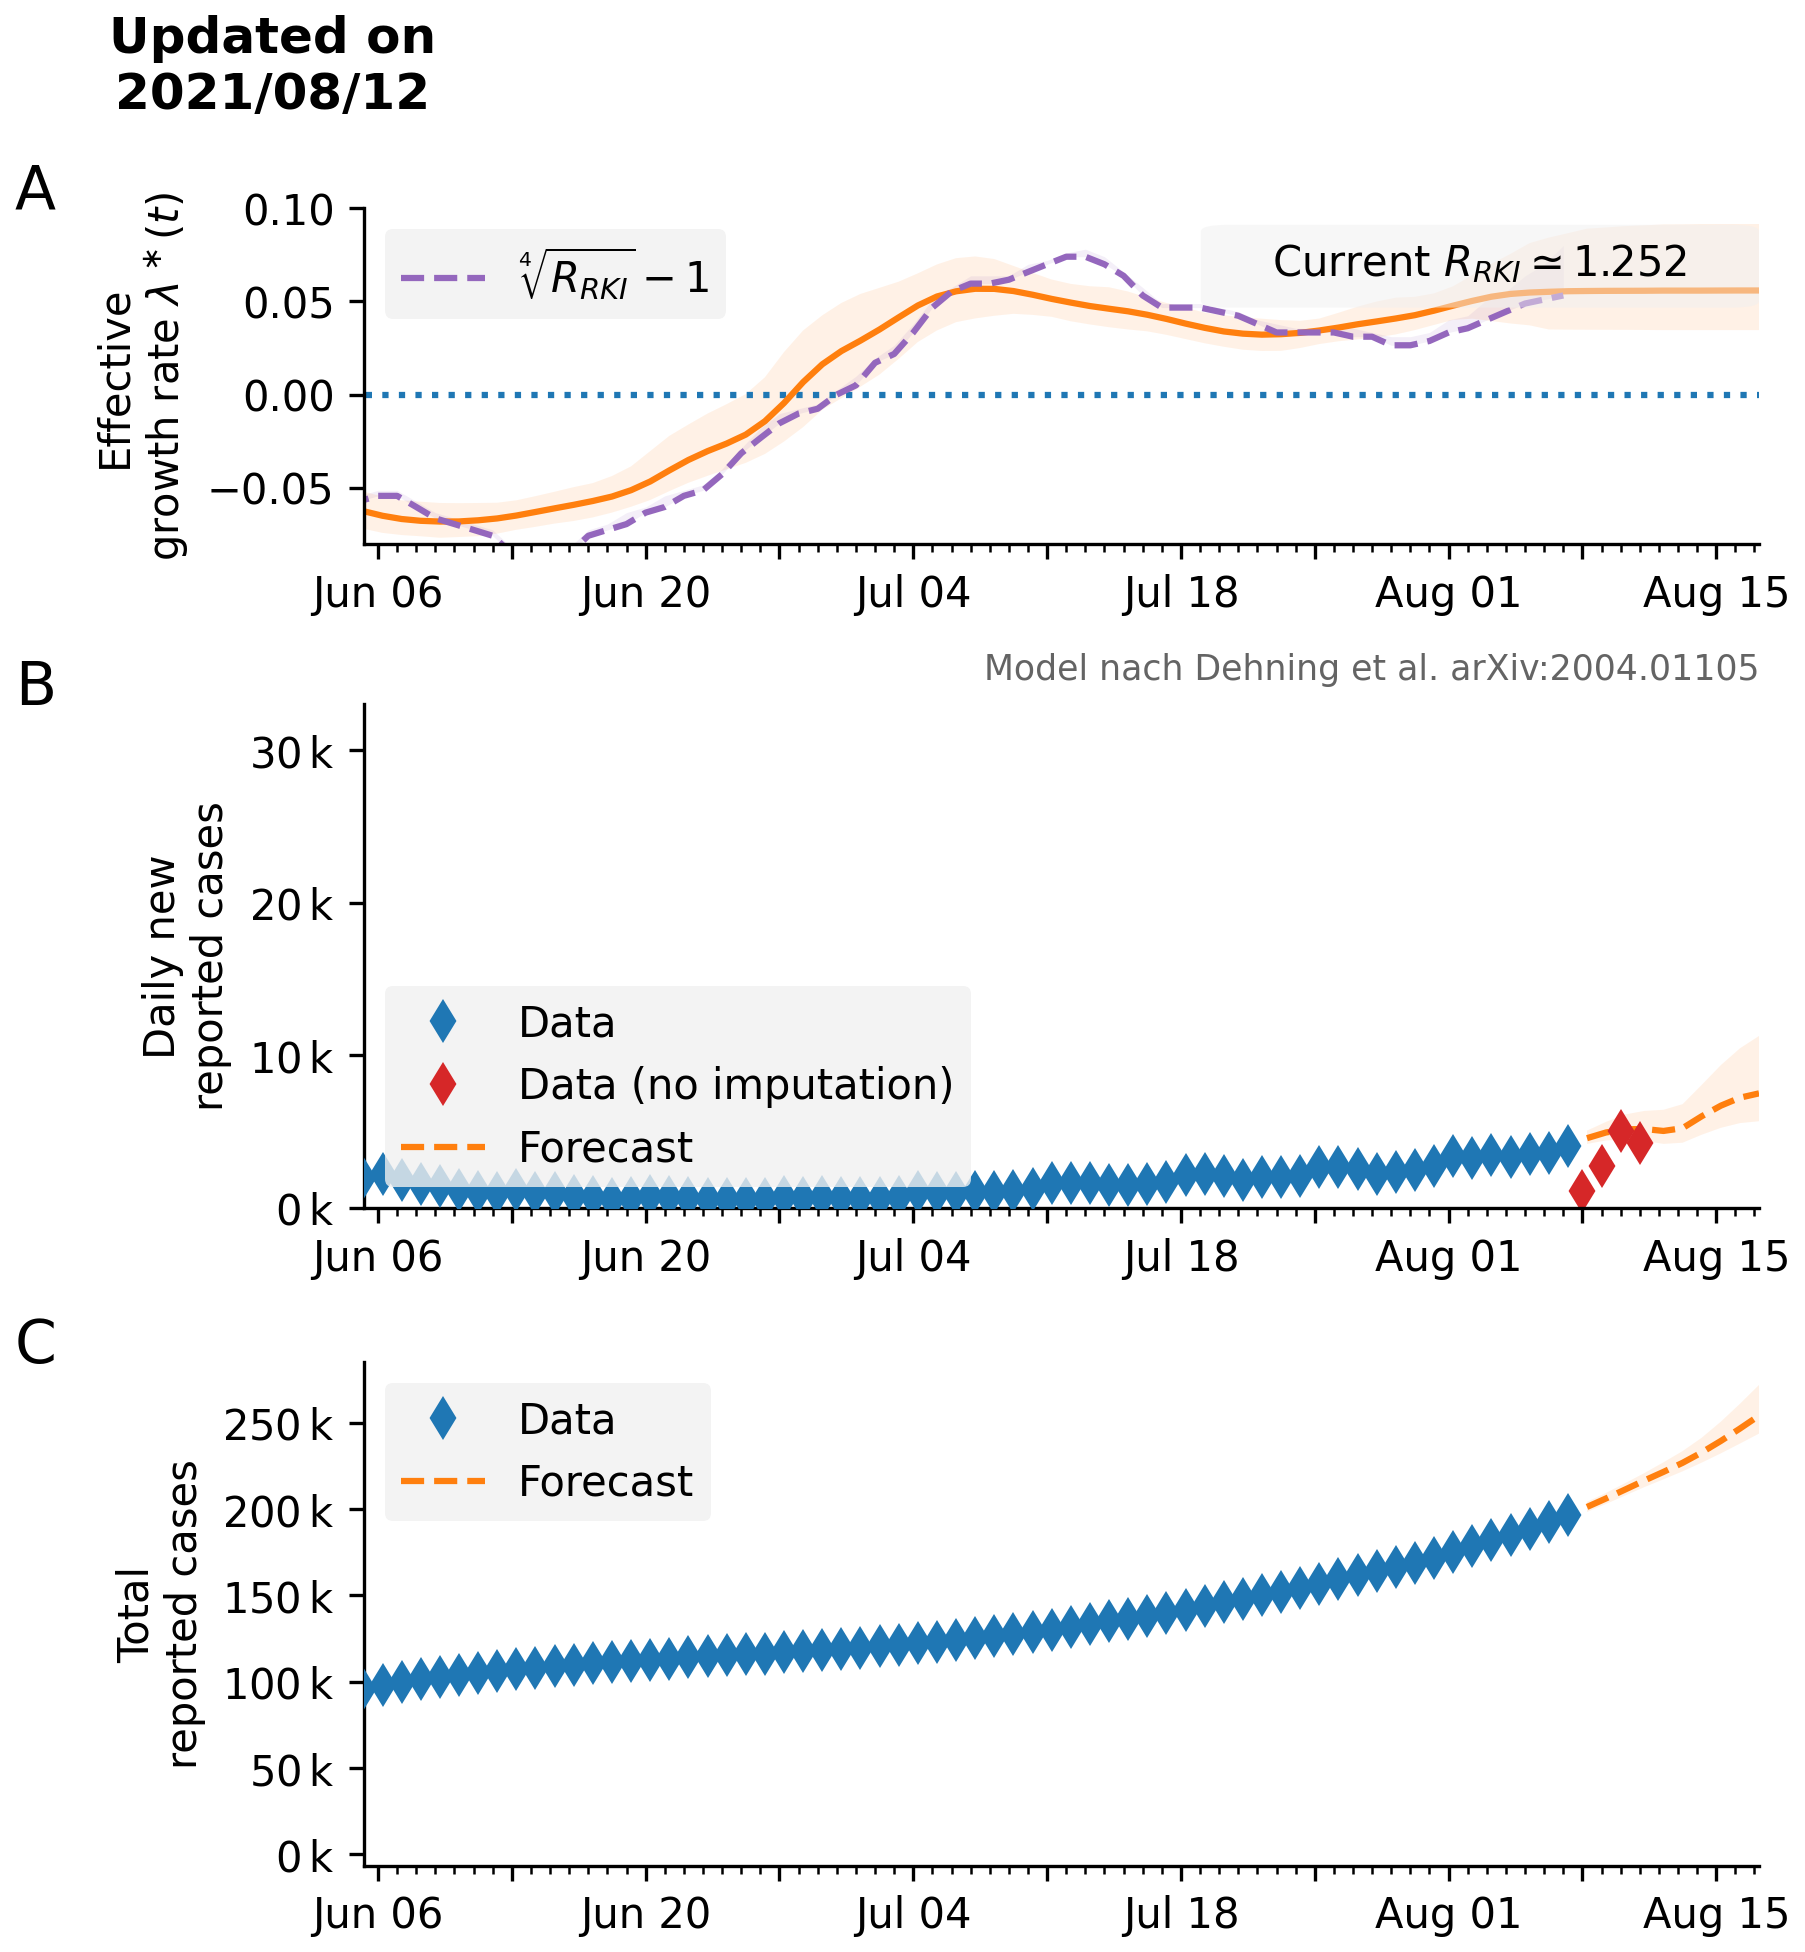 Updated on
2021/08/12
A
Effective
growth rate λ * (t)
0.10
0.05
0.00
−0.05
∜R_RKI − 1
Current R_RKI ≃ 1.252
Jun 06
Jun 20
Jul 04
Jul 18
Aug 01
Aug 15
Model nach Dehning et al. arXiv:2004.01105
B
Daily new
reported cases
30 k
20 k
10 k
0 k
Data
Data (no imputation)
Forecast
Jun 06
Jun 20
Jul 04
Jul 18
Aug 01
Aug 15
C
Total
reported cases
250 k
200 k
150 k
100 k
50 k
0 k
Data
Forecast
Jun 06
Jun 20
Jul 04
Jul 18
Aug 01
Aug 15